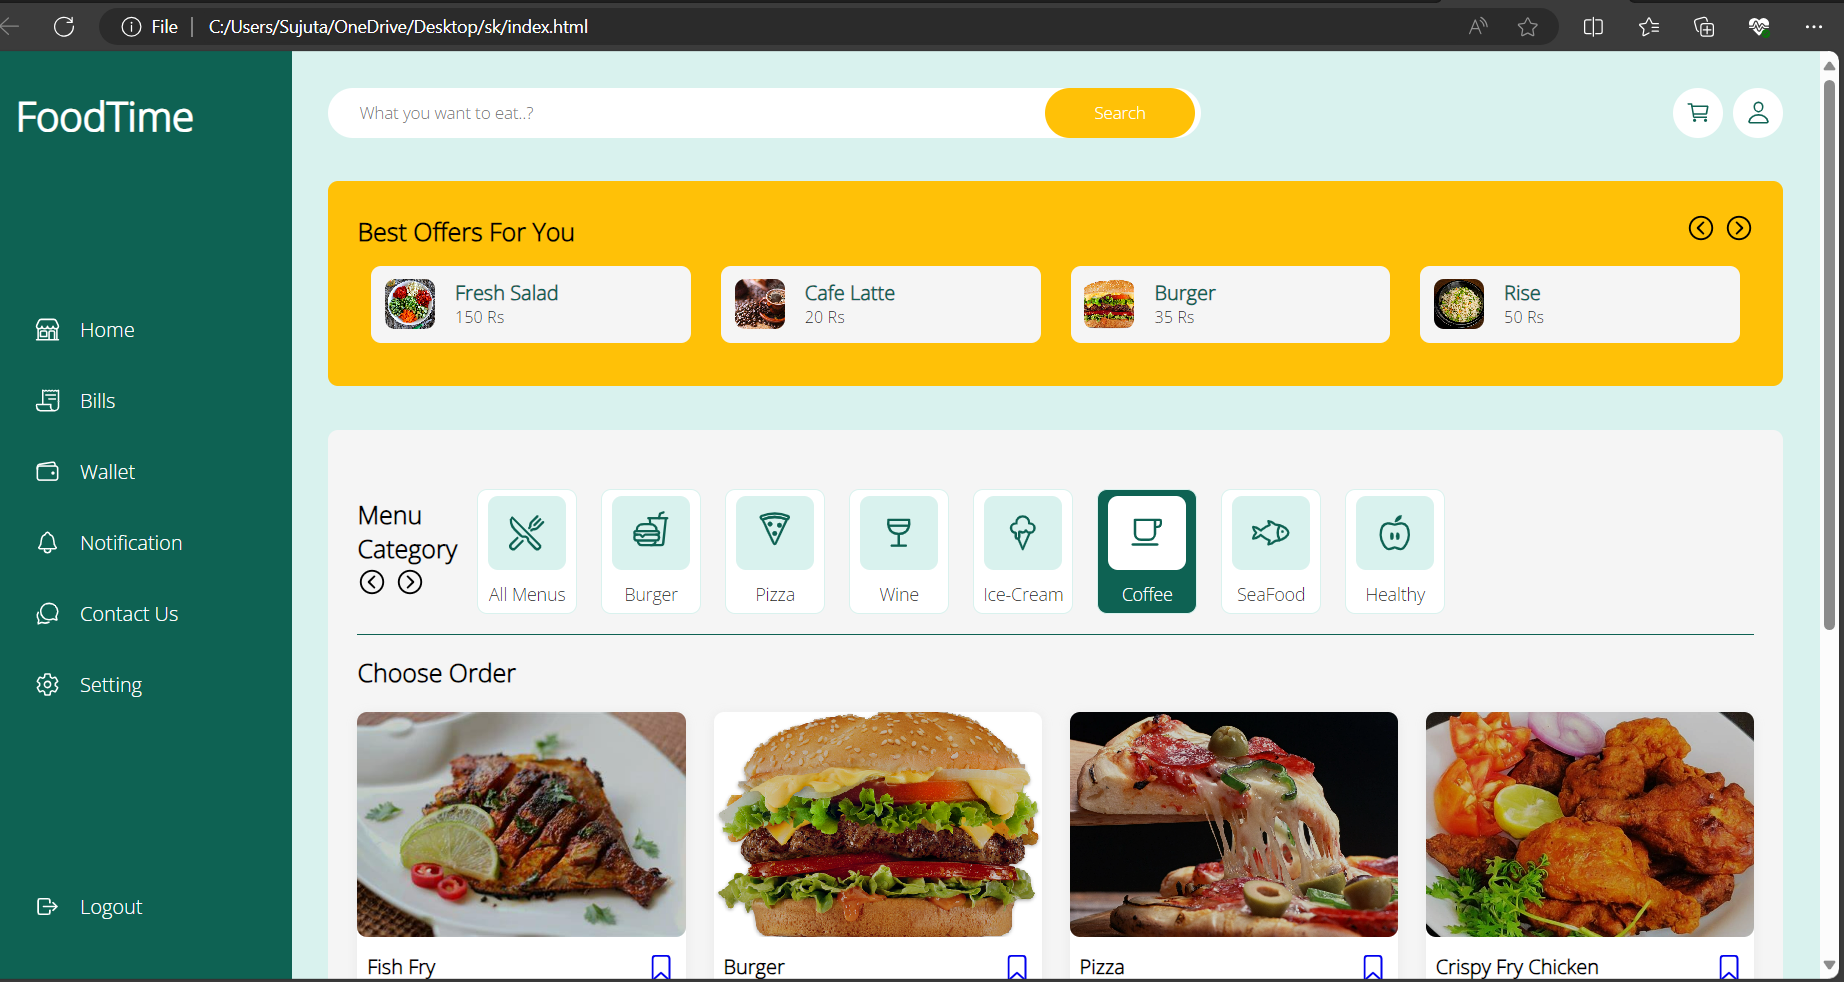 File
C:/Users/Sujuta/OneDrive/Desktop/sk/index.html
FoodTime
Home
Bills
Wallet
Notification
Contact Us
Setting
Logout
What you want to eat..?
Search
Best Offers For You
Fresh Salad
150 Rs
Cafe Latte
20 Rs
Burger
35 Rs
Rise
50 Rs
Menu
Category
All Menus
Burger
Pizza
Wine
Ice-Cream
Coffee
SeaFood
Healthy
Choose Order
Fish Fry
Burger
Pizza
Crispy Fry Chicken